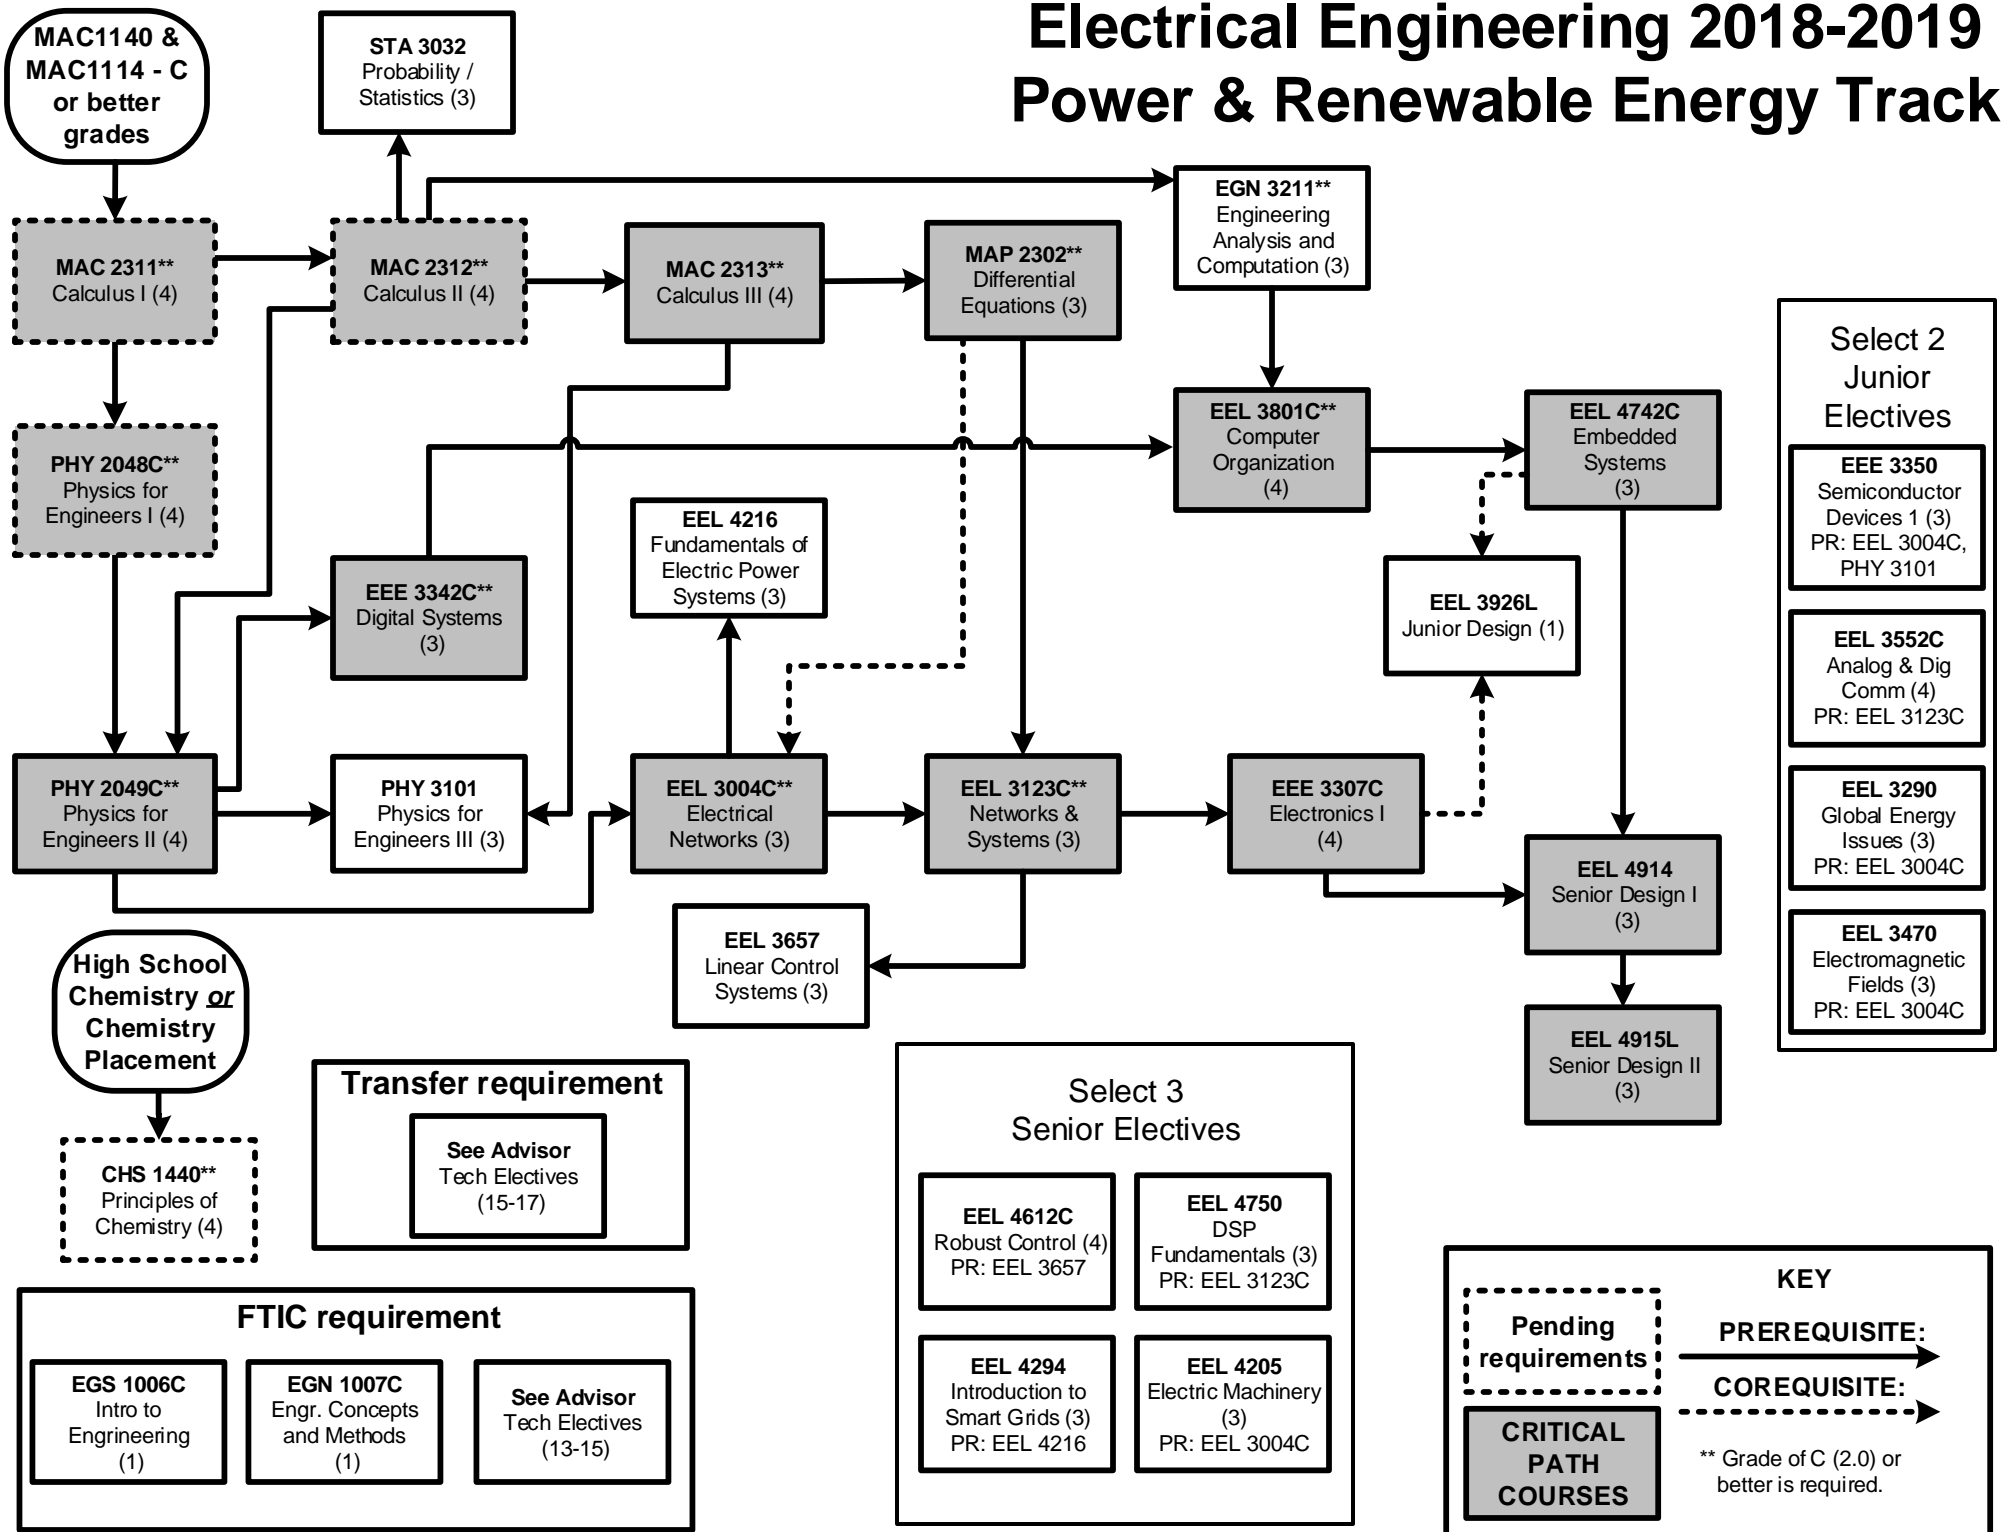 Electrical Engineering 2018-2019
Power & Renewable Energy Track
MAC1140 &
MAC1114 - C
or better
grades
STA 3032
Probability /
Statistics (3)
EGN 3211**
Engineering
Analysis and
Computation (3)
MAC 2311**
Calculus I (4)
MAC 2312**
Calculus II (4)
MAC 2313**
Calculus III (4)
MAP 2302**
Differential
Equations (3)
PHY 2048C**
Physics for
Engineers I (4)
EEL 3801C**
Computer
Organization
(4)
EEL 4742C
Embedded
Systems
(3)
EEL 4216
Fundamentals of
Electric Power
Systems (3)
EEE 3342C**
Digital Systems
(3)
EEL 3926L
Junior Design (1)
PHY 2049C**
Physics for
Engineers II (4)
PHY 3101
Physics for
Engineers III (3)
EEL 3004C**
Electrical
Networks (3)
EEL 3123C**
Networks &
Systems (3)
EEE 3307C
Electronics I
(4)
EEL 4914
Senior Design I
(3)
EEL 3657
Linear Control
Systems (3)
EEL 4915L
Senior Design II
(3)
Select 2
Junior
Electives
EEE 3350
Semiconductor
Devices 1 (3)
PR: EEL 3004C,
PHY 3101
EEL 3552C
Analog & Dig
Comm (4)
PR: EEL 3123C
EEL 3290
Global Energy
Issues (3)
PR: EEL 3004C
EEL 3470
Electromagnetic
Fields (3)
PR: EEL 3004C
High School
Chemistry or
Chemistry
Placement
CHS 1440**
Principles of
Chemistry (4)
Transfer requirement
See Advisor
Tech Electives
(15-17)
FTIC requirement
EGS 1006C
Intro to
Engrineering
(1)
EGN 1007C
Engr. Concepts
and Methods
(1)
See Advisor
Tech Electives
(13-15)
Select 3
Senior Electives
EEL 4612C
Robust Control (4)
PR: EEL 3657
EEL 4750
DSP
Fundamentals (3)
PR: EEL 3123C
EEL 4294
Introduction to
Smart Grids (3)
PR: EEL 4216
EEL 4205
Electric Machinery
(3)
PR: EEL 3004C
KEY
Pending
requirements
PREREQUISITE:
COREQUISITE:
CRITICAL
PATH
COURSES
** Grade of C (2.0) or
better is required.